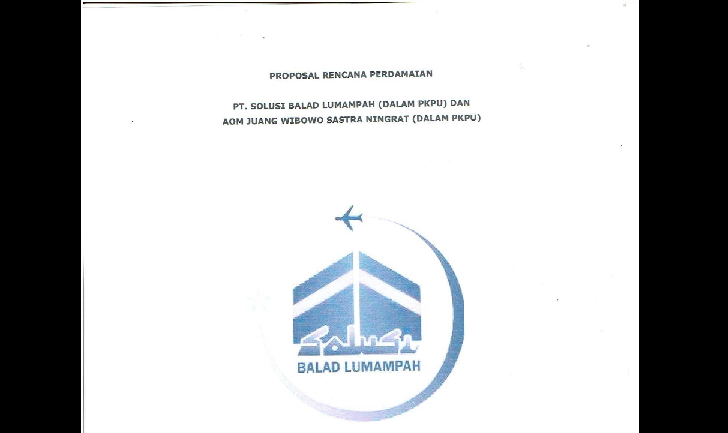 PROPOSAL RENCANA PERDAMAIAN
PT. SOLUSI BALAD LUMAMPAH (DALAM PKPU) DAN
AOM JUANG WIBOWO SASTRA NINGRAT (DALAM PKPU)
Solusi
BALAD LUMAMPAH